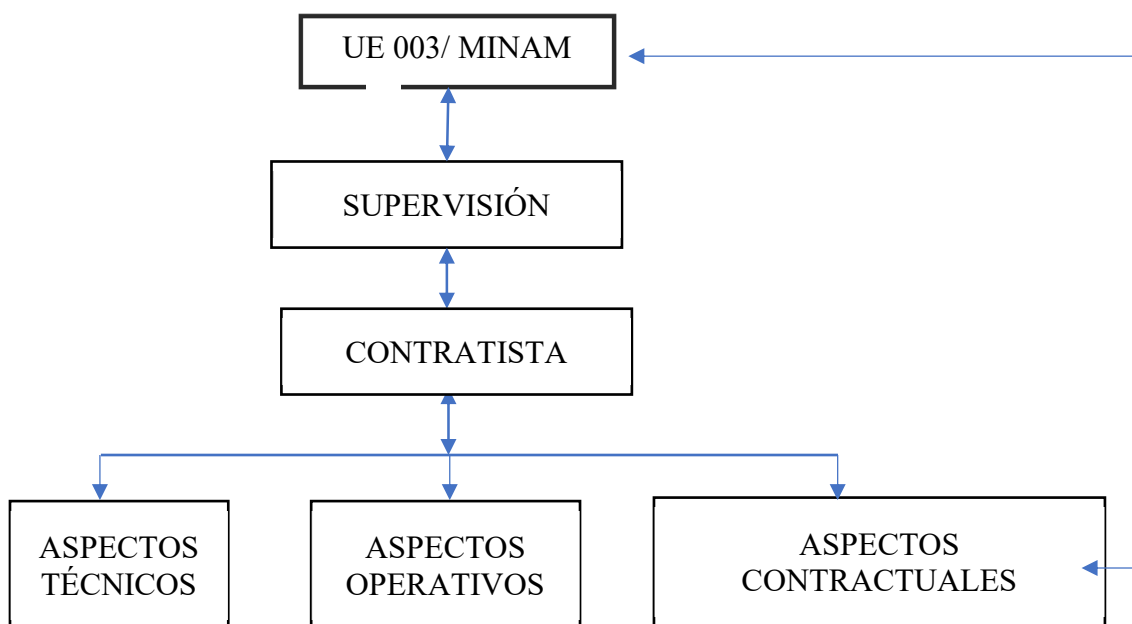 UE 003/ MINAM
SUPERVISIÓN
CONTRATISTA
ASPECTOS
TÉCNICOS
ASPECTOS
OPERATIVOS
ASPECTOS
CONTRACTUALES